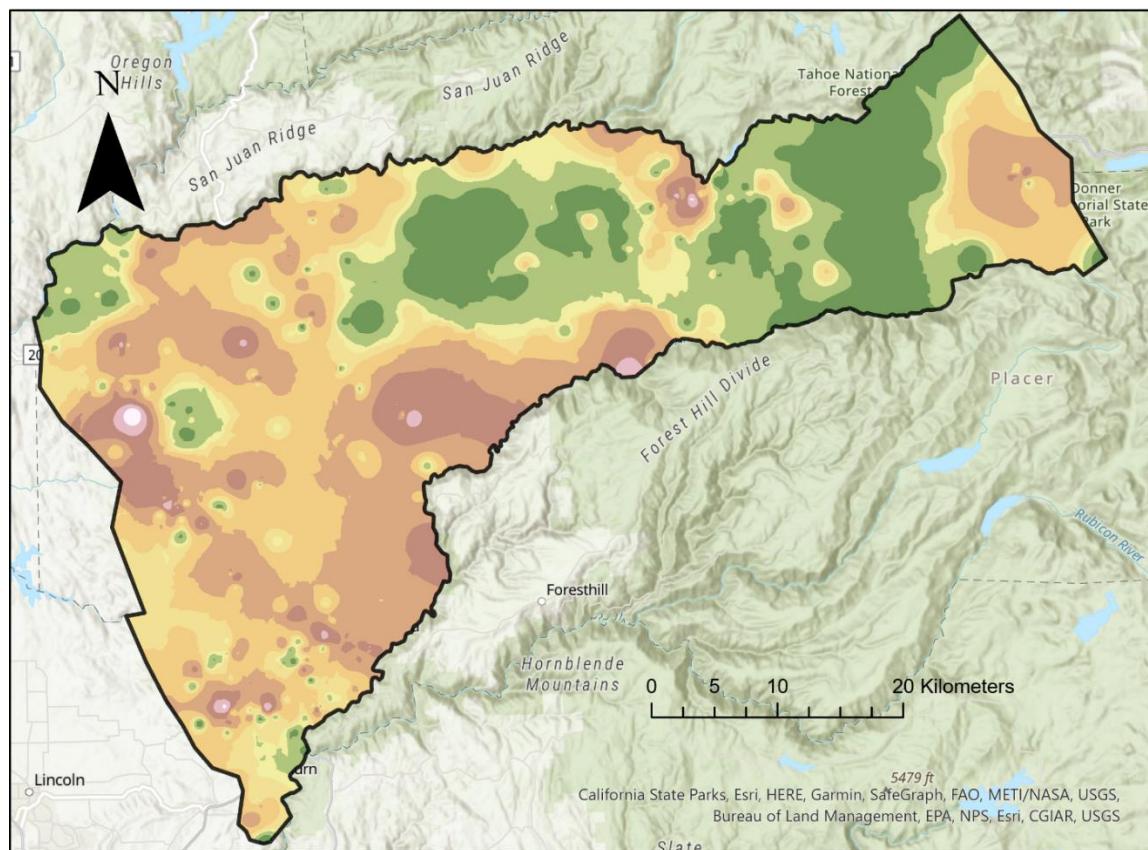 Oregon
Hills
N
San Juan Ridge
San Juan Ridge
Tahoe National
Forest
Donner
orial State
Park
20
Placer
Forest Hill Divide
Rubicon River
Foresthill
Hornblende
Mountains
0 5 10 20 Kilometers
urn
Lincoln
5479 ft
California State Parks, Esri, HERE, Garmin, SafeGraph, FAO, METI/NASA, USGS,
Bureau of Land Management, EPA, NPS, Esri, CGIAR, USGS
Slate